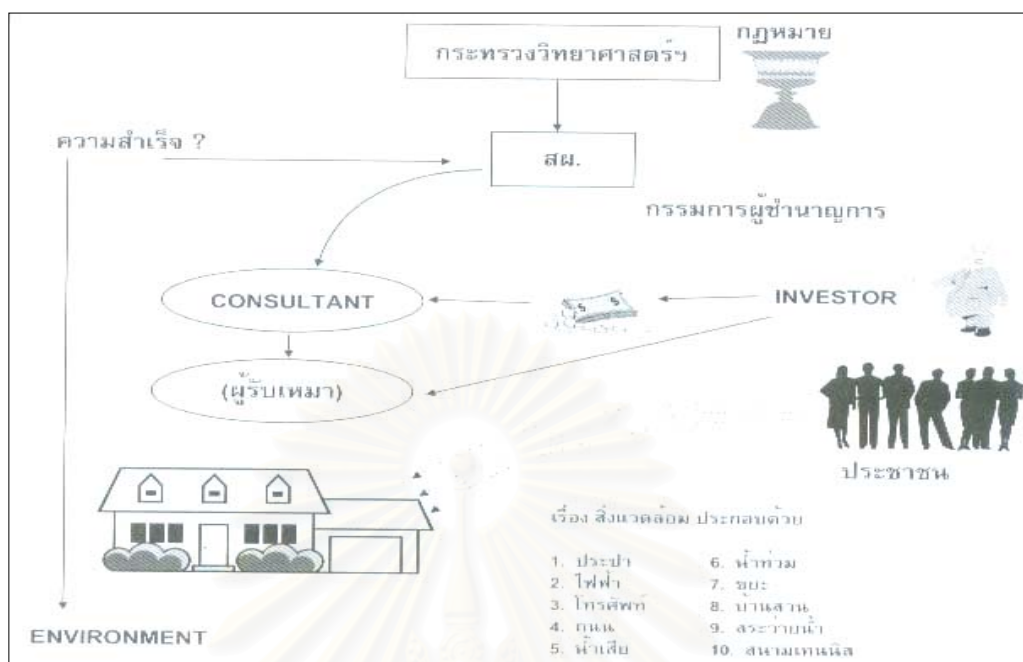 กฎหมาย
กระทรวงวิทยาศาสตร์ฯ
ความสำเร็จ ?
สผ.
กรรมการผู้ชำนาญการ
CONSULTANT
INVESTOR
(ผู้รับเหมา)
ประชาชน
เรื่อง สิ่งแวดล้อม ประกอบด้วย
1. ประปา
2. ไฟฟ้า
3. โทรศัพท์
4. ถนน
5. น้ำเสีย
6. น้ำท่วม
7. ขยะ
8. บ้านสวน
9. สระว่ายน้ำ
10. สนามเทนนิส
ENVIRONMENT